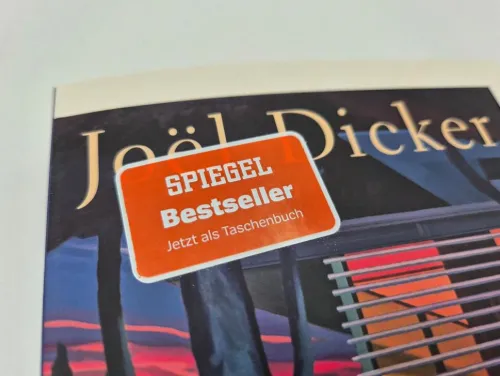 Joël Dicker
SPIEGEL
Bestseller
Jetzt als Taschenbuch